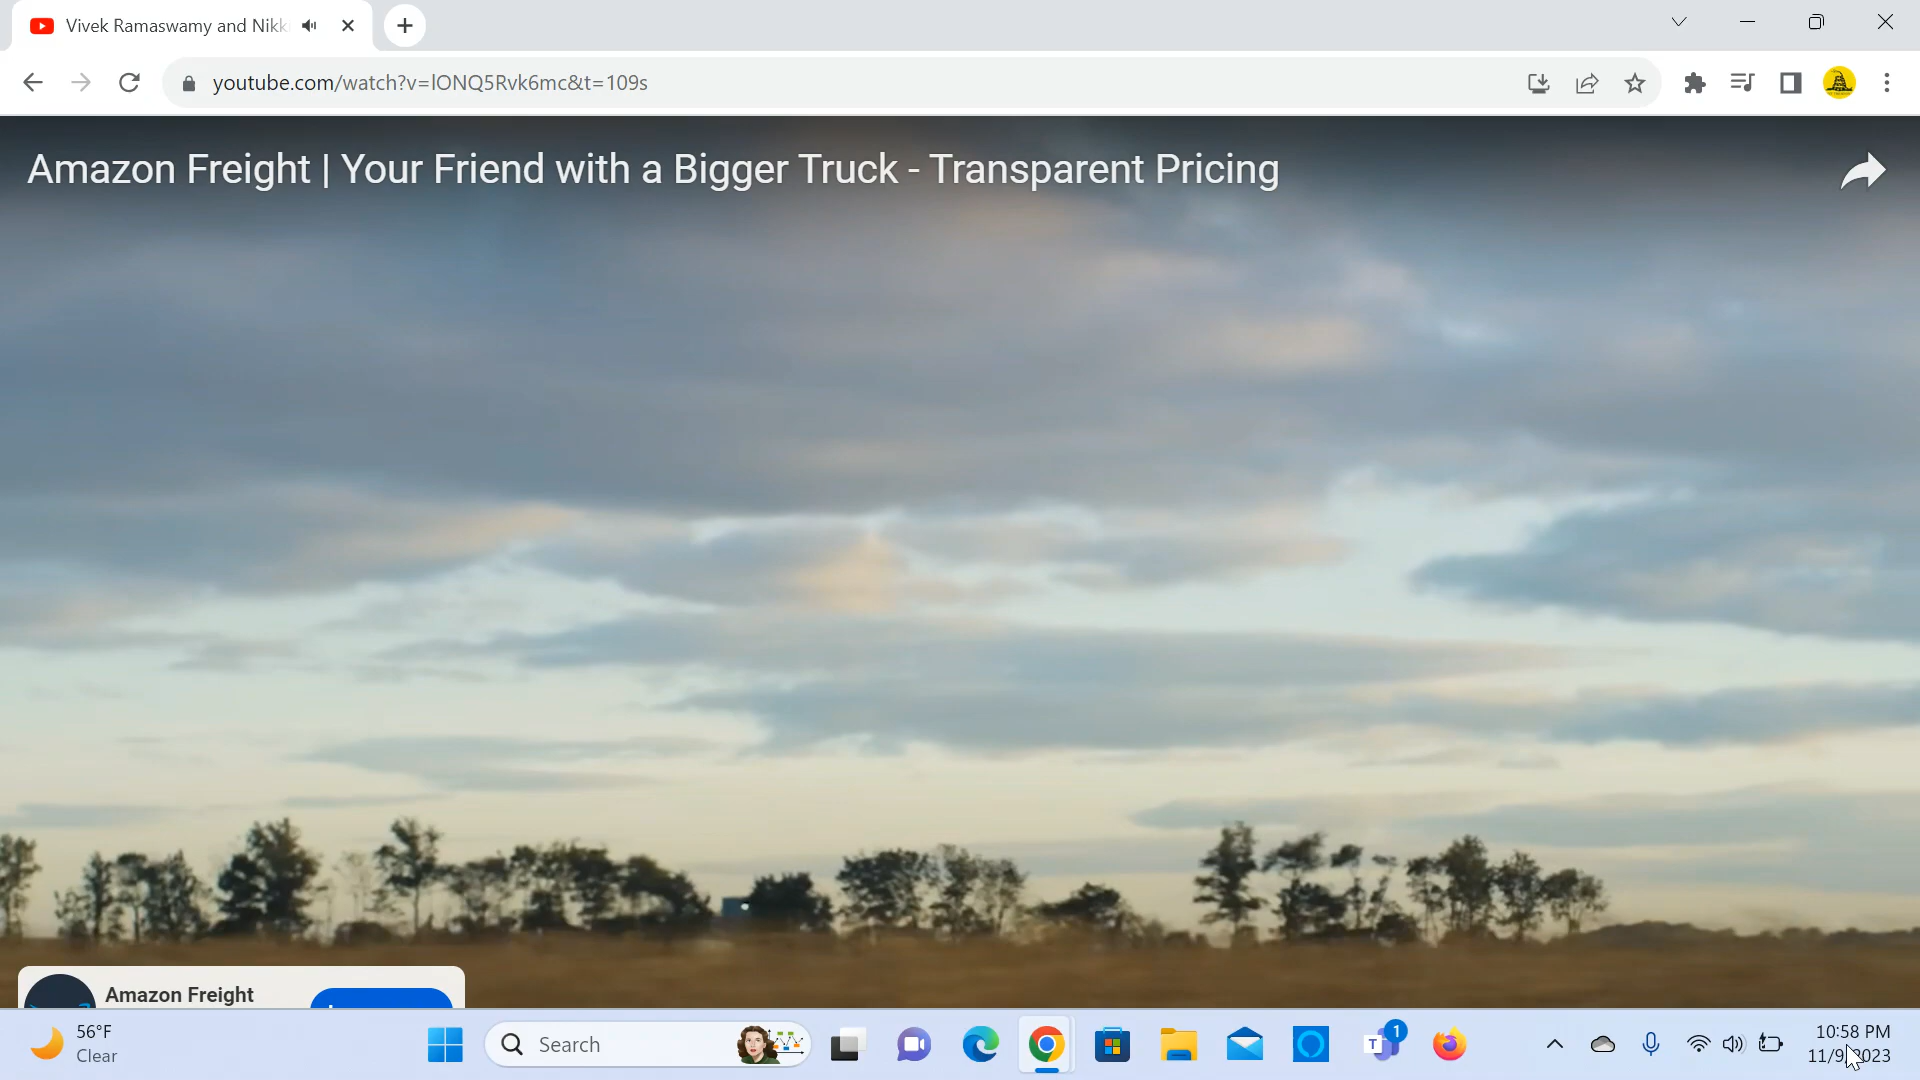 Vivek Ramaswamy and Nikk
youtube.com/watch?v=lONQ5Rvk6mc&t=109s
Amazon Freight | Your Friend with a Bigger Truck - Transparent Pricing
Amazon Freight
56°F
Clear
Search
T
1
10:58 PM
11/9/2023